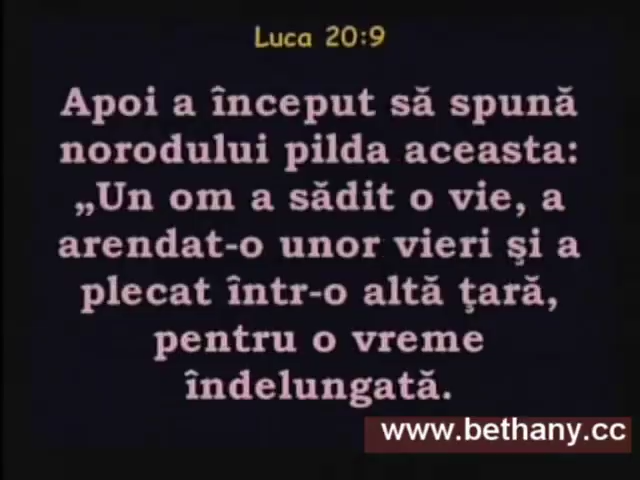 Luca 20:9
Apoi a început să spună
norodului pilda aceasta:
„Un om a sădit o vie, a
arendat-o unor vieri şi a
plecat într-o altă ţară,
pentru o vreme
îndelungată.
www.bethany.cc